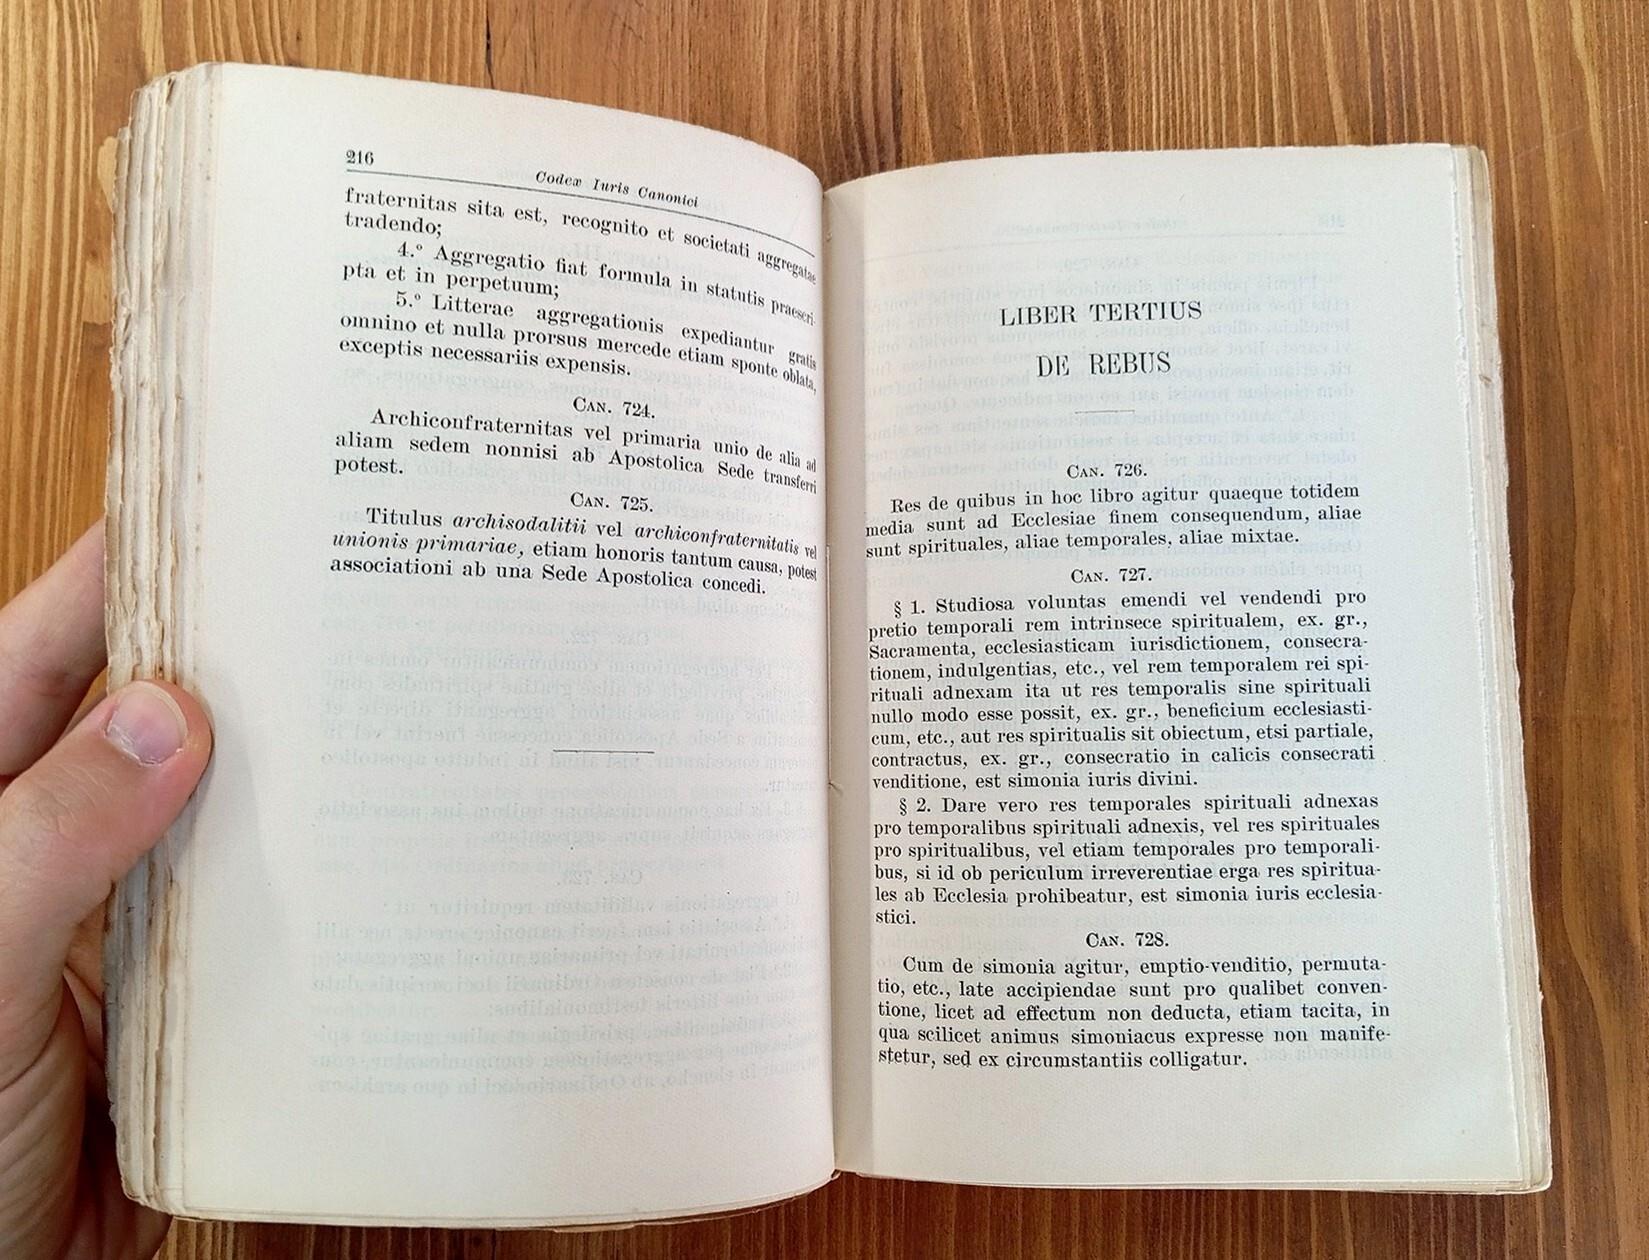 216
Codex Iuris Canonici
fraternitas sita est, recognito et societati aggregatae
tradendo;
4.° Aggregatio fiat formula in statutis praescri-
pta et in perpetuum;
5.° Litterae aggregationis expediantur gratis
omnino et nulla prorsus mercede etiam sponte oblata,
exceptis necessariis expensis.
CAN. 724.
Archiconfraternitas vel primaria unio de alia ad
aliam sedem nonnisi ab Apostolica Sede transferri
potest.
CAN. 725.
Titulus archisodalitii vel archiconfraternitatis vel
unionis primariae, etiam honoris tantum causa, potest
associationi ab una Sede Apostolica concedi.
LIBER TERTIUS
DE REBUS
CAN. 726.
Res de quibus in hoc libro agitur quaeque totidem
media sunt ad Ecclesiae finem consequendum, aliae
sunt spirituales, aliae temporales, aliae mixtae.
CAN. 727.
§ 1. Studiosa voluntas emendi vel vendendi pro
pretio temporali rem intrinsece spiritualem, ex. gr.,
Sacramenta, ecclesiasticam iurisdictionem, consecra-
tionem, indulgentias, etc., vel rem temporalem rei spi-
rituali adnexam ita ut res temporalis sine spirituali
nullo modo esse possit, ex. gr., beneficium ecclesiasti-
cum, etc., aut res spiritualis sit obiectum, etsi partiale,
contractus, ex. gr., consecratio in calicis consecrati
venditione, est simonia iuris divini.
§ 2. Dare vero res temporales spirituali adnexas
pro temporalibus spirituali adnexis, vel res spirituales
pro spiritualibus, vel etiam temporales pro temporali-
bus, si id ob periculum irreverentiae erga res spiritua-
les ab Ecclesia prohibeatur, est simonia iuris ecclesia-
stici.
CAN. 728.
Cum de simonia agitur, emptio-venditio, permuta-
tio, etc., late accipiendae sunt pro qualibet conven-
tione, licet ad effectum non deducta, etiam tacita, in
qua scilicet animus simoniacus expresse non manife-
stetur, sed ex circumstantiis colligatur.